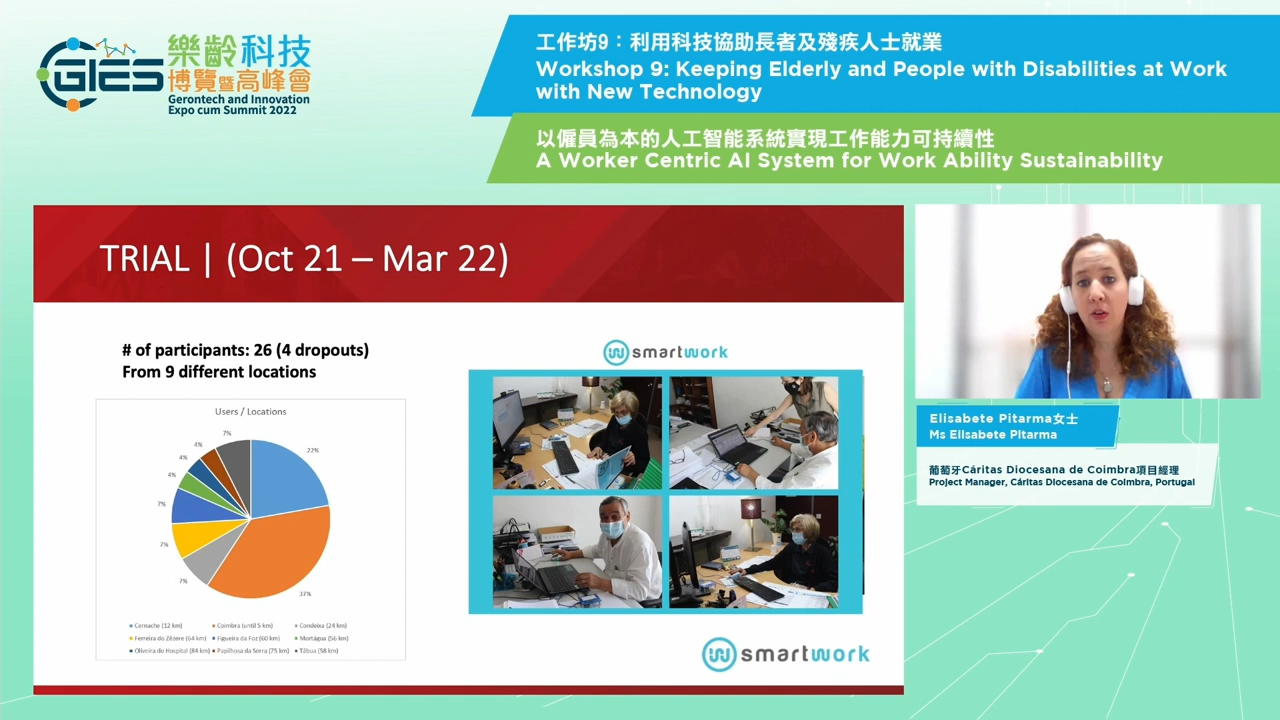 GIES
樂齡科技
博覽暨高峰會
Gerontech and Innovation
Expo cum Summit 2022
工作坊9：利用科技協助長者及殘疾人士就業
Workshop 9: Keeping Elderly and People with Disabilities at Work
with New Technology
以僱員為本的人工智能系統實現工作能力可持續性
A Worker Centric AI System for Work Ability Sustainability
TRIAL | (Oct 21 – Mar 22)
# of participants: 26 (4 dropouts)
From 9 different locations
Users / Locations
22%
37%
7%
7%
7%
4%
4%
4%
7%
Cernache (12 km)
Coimbra (until 5 km)
Condeixa (24 km)
Ferreira do Zêzere (64 km)
Figueira da Foz (60 km)
Mortágua (56 km)
Oliveira do Hospital (84 km)
Papilhosa da Serra (75 km)
Tábua (58 km)
smartwork
smartwork
Elisabete Pitarma女士
Ms Elisabete Pitarma
葡萄牙Cáritas Diocesana de Coimbra項目經理
Project Manager, Cáritas Diocesana de Coimbra, Portugal